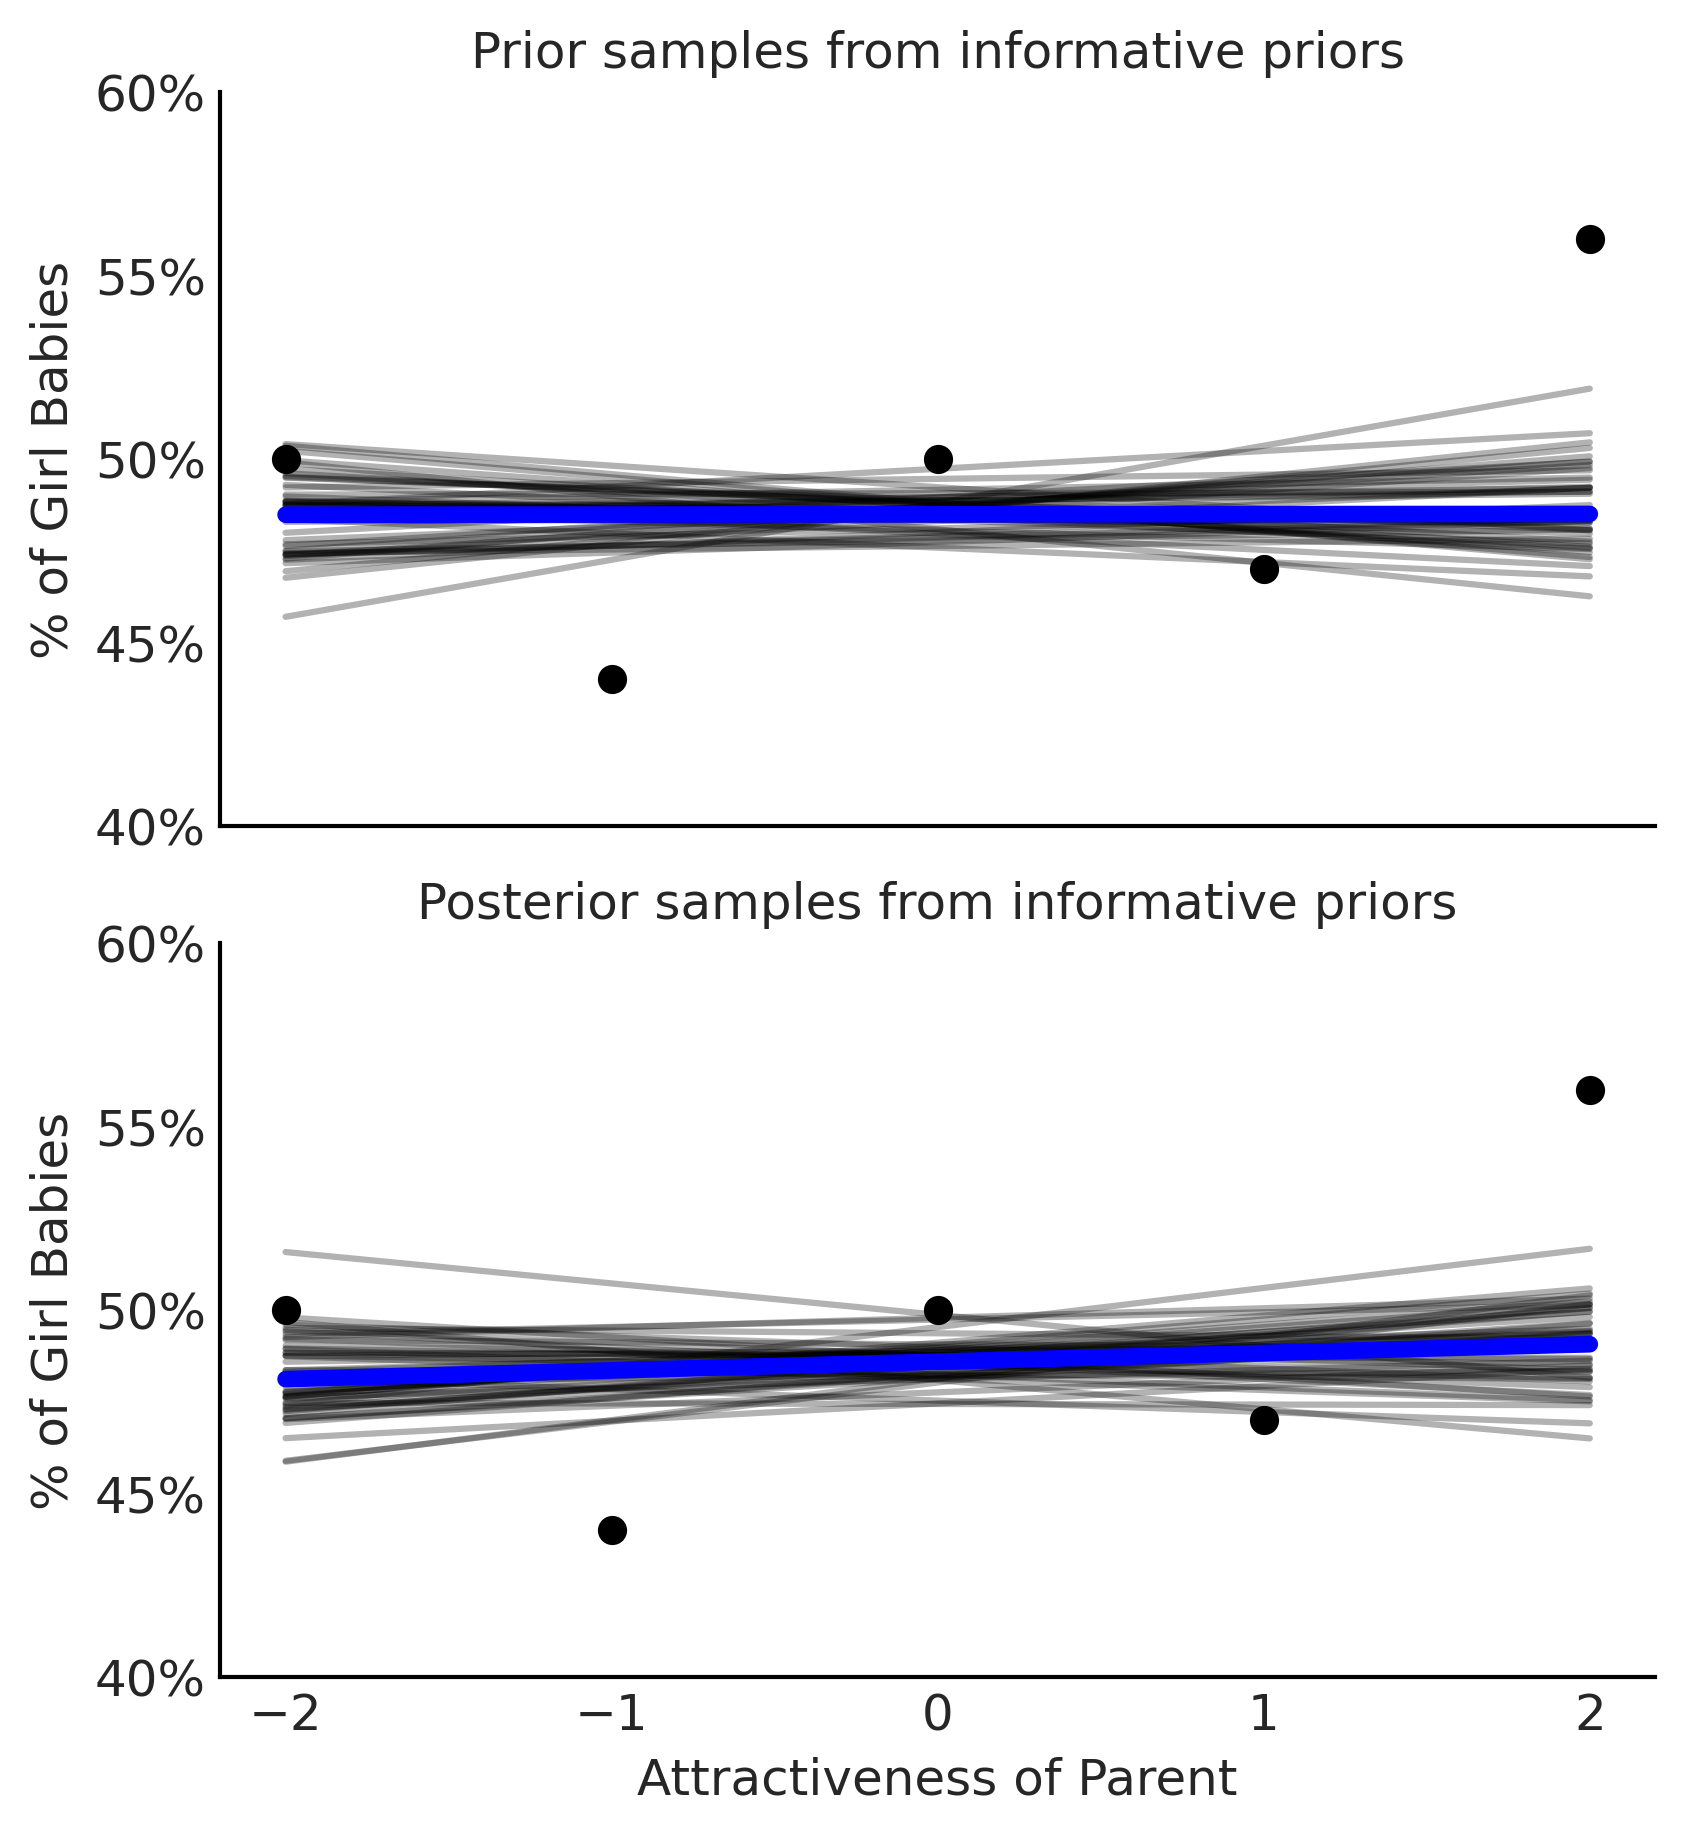 Prior samples from informative priors
60%
55%
50%
45%
40%
% of Girl Babies
Posterior samples from informative priors
60%
55%
50%
45%
40%
% of Girl Babies
−2 −1 0 1 2
Attractiveness of Parent